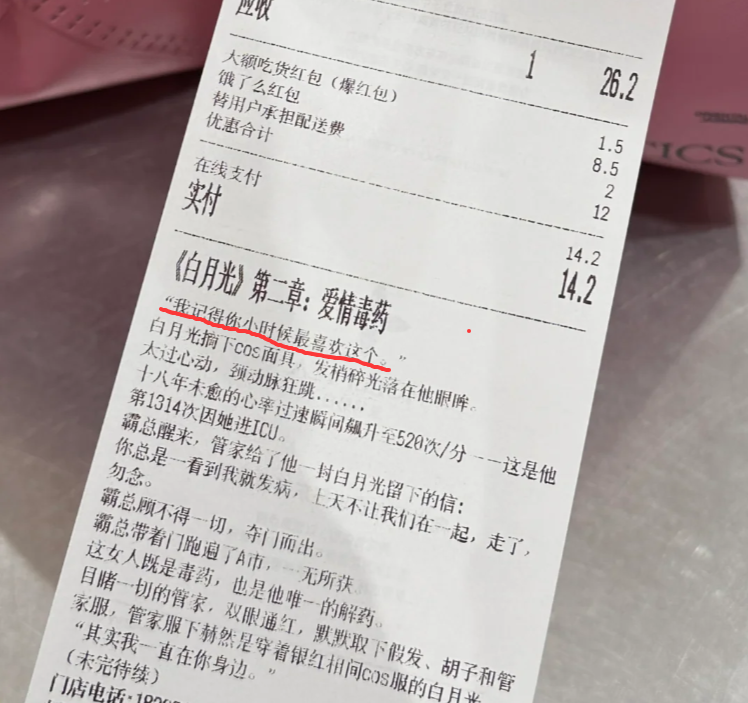 应收 1 26.2
大额吃货红包（爆红包） 1.5
饿了么红包 8.5
替用户承担配送费 2
优惠合计 12
在线支付 14.2
实付 14.2
《白月光》第二章：爱情毒药
“我记得你小时候最喜欢这个。”
白月光摘下cos面具，发梢碎光落在他眼眸。
太过心动，颈动脉狂跳......
十八年未愈的心率过速瞬间飙升至520次/分——这是他
第1314次因她进ICU。
霸总醒来，管家给了他一封白月光留下的信：
你总是一看到我就发病，上天不让我们在一起，走了，
勿念。
霸总顾不得一切，夺门而出。
霸总带着门跑遍了A市，一无所获。
这女人既是毒药，也是他唯一的解药。
目睹一切的管家，双眼通红，默默取下假发、胡子和管
家服，管家服下赫然是穿着银红相间cos服的白月光
“其实我一直在你身边。”
（未完待续）
门店电话:182
TICS